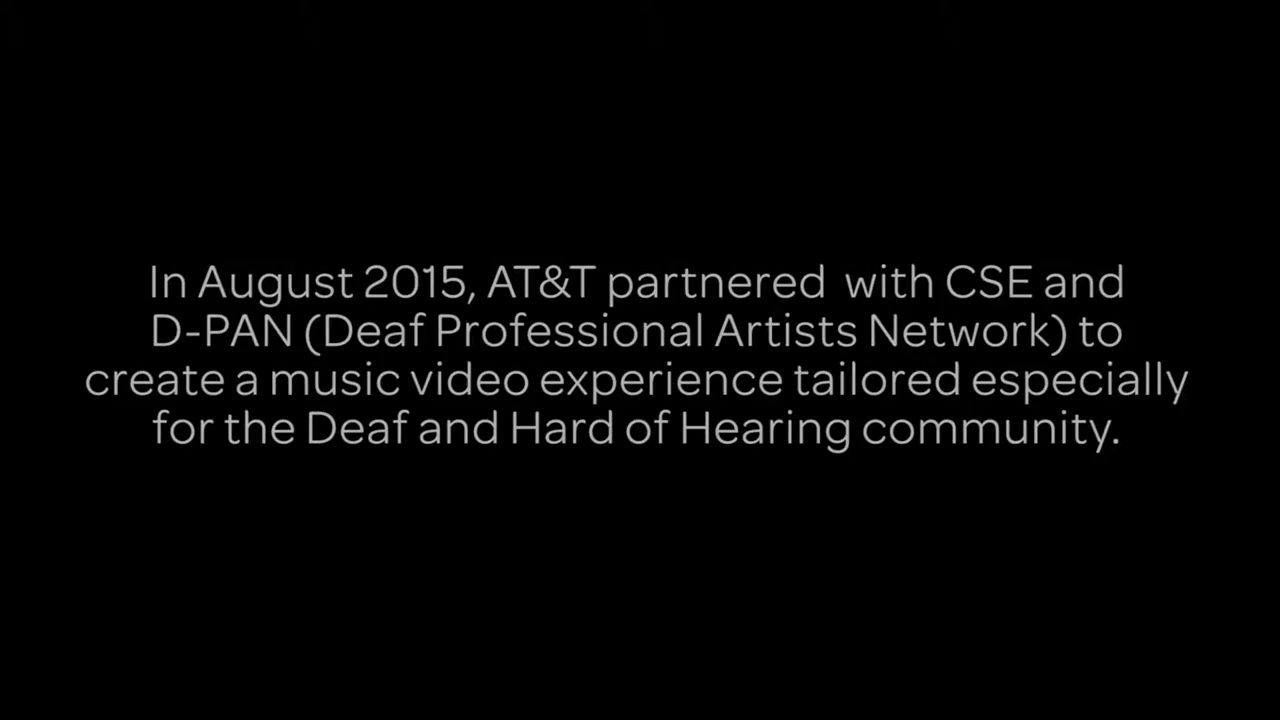 In August 2015, AT&T partnered  with CSE and
D-PAN (Deaf Professional Artists Network) to
create a music video experience tailored especially
for the Deaf and Hard of Hearing community.